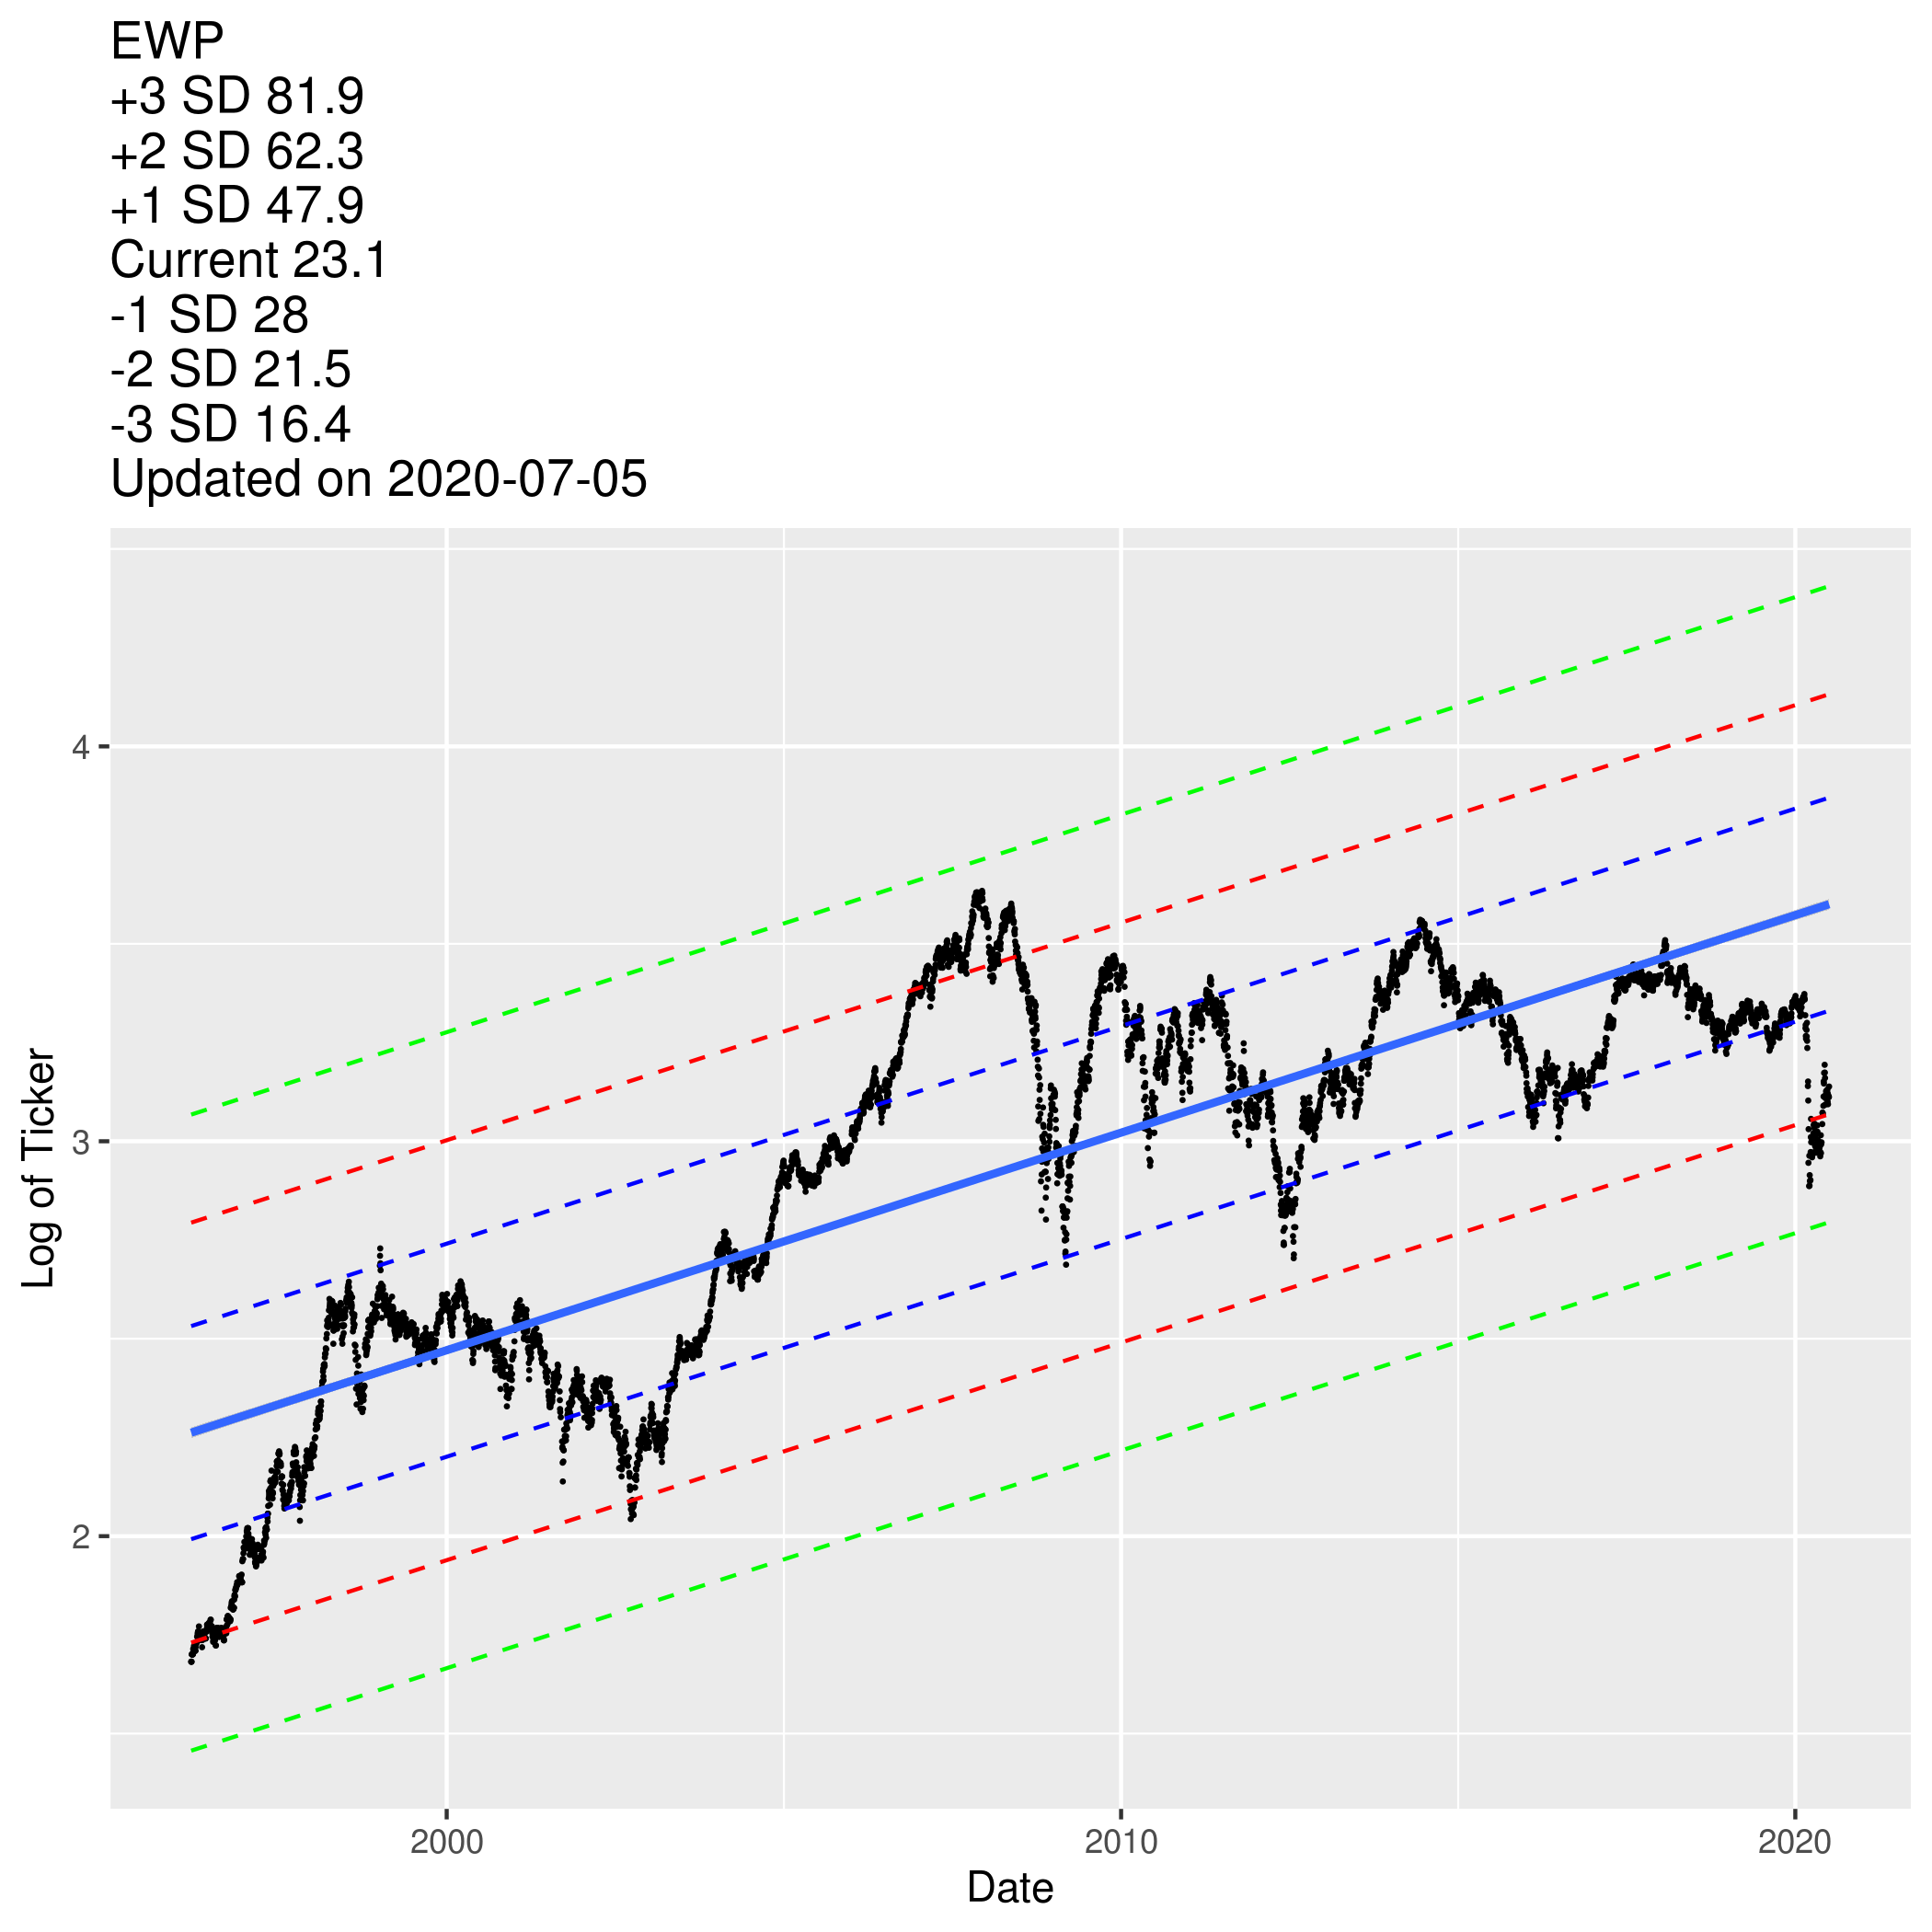 EWP
+3 SD 81.9
+2 SD 62.3
+1 SD 47.9
Current 23.1
-1 SD 28
-2 SD 21.5
-3 SD 16.4
Updated on 2020-07-05
4
3
2
Log of Ticker
2000 2010 2020
Date